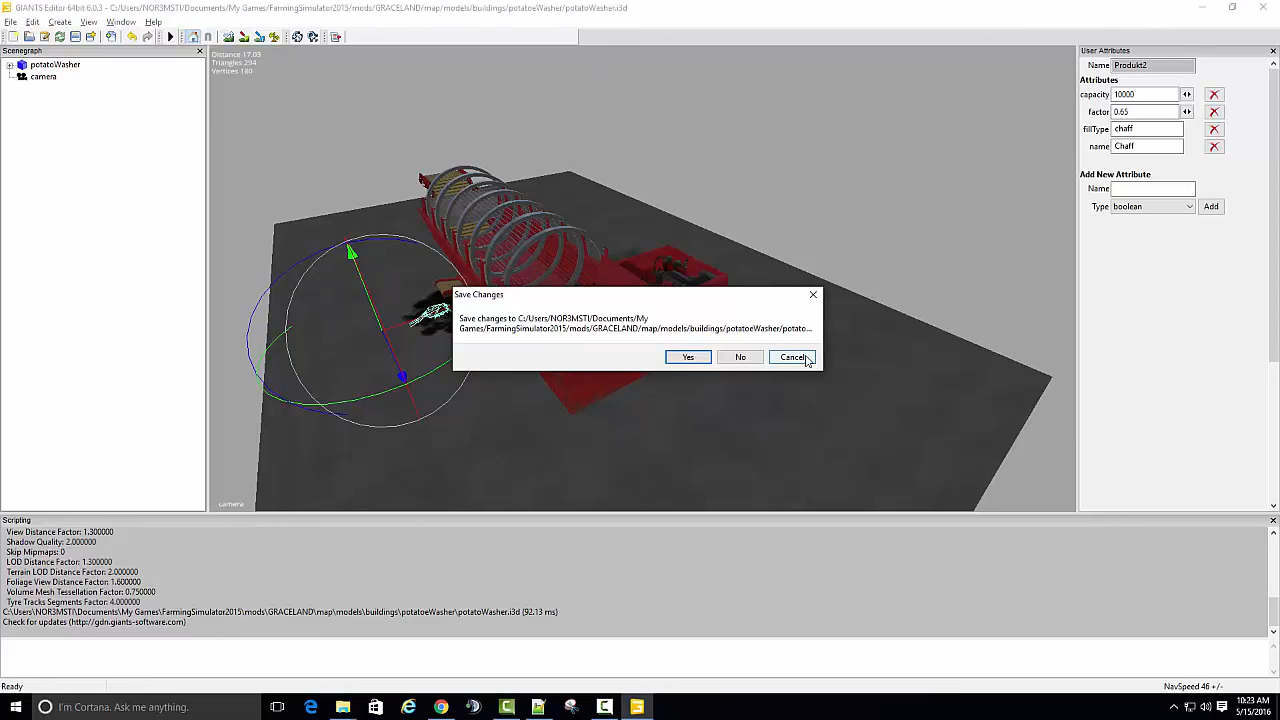 GIANTS Editor 64bit 6.0.3 - C:/Users/NOR3MSTI/Documents/My Games/FarmingSimulator2015/mods/GRACELAND/map/models/buildings/potatoeWasher/potatoWasher.i3d
File Edit Create View Window Help
Scenegraph
potatoWasher
camera
Distance 17.03
Triangles 294
Vertices 180
camera
User Attributes
Name Produkt2
Attributes
capacity 10000
factor 0.65
fillType chaff
name Chaff
Add New Attribute
Name
Type boolean Add
Save Changes
Save changes to C:/Users/NOR3MSTI/Documents/My
Games/FarmingSimulator2015/mods/GRACELAND/map/models/buildings/potatoeWasher/potato...
Yes No Cancel
Scripting
View Distance Factor: 1.300000
Shadow Quality: 2.000000
Skip Mipmaps: 0
LOD Distance Factor: 1.300000
Terrain LOD Distance Factor: 2.000000
Foliage View Distance Factor: 1.600000
Volume Mesh Tessellation Factor: 0.750000
Tyre Tracks Segments Factor: 4.000000
C:\Users\NOR3MSTI\Documents\My Games\FarmingSimulator2015\mods\GRACELAND\map\models\buildings\potatoeWasher\potatoWasher.i3d (92.13 ms)
Check for updates (http://gdn.giants-software.com)
Ready
NavSpeed 46 +/-
I'm Cortana. Ask me anything.
10:23 AM
5/15/2016